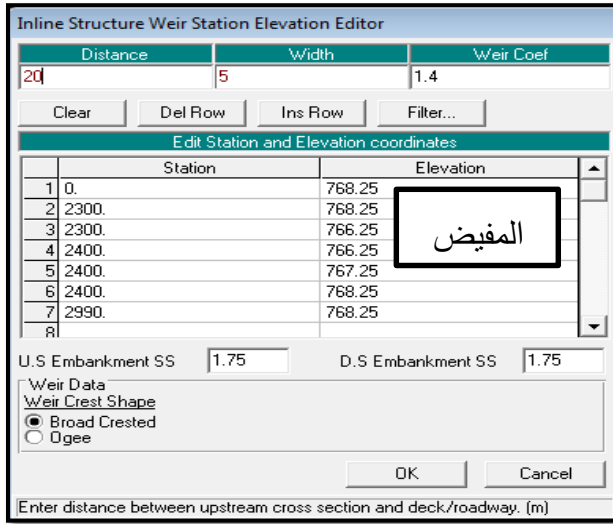 Inline Structure Weir Station Elevation Editor
Distance Width Weir Coef
20 5 1.4
Clear Del Row Ins Row Filter...
Edit Station and Elevation coordinates
Station Elevation
1 0. 768.25
2 2300. 768.25
3 2300. 766.25
4 2400. 766.25
5 2400. 767.25
6 2400. 768.25
7 2990. 768.25
8
المفيض
U.S Embankment SS 1.75 D.S Embankment SS 1.75
Weir Data
Weir Crest Shape
Broad Crested
Ogee
OK Cancel
Enter distance between upstream cross section and deck/roadway. (m)